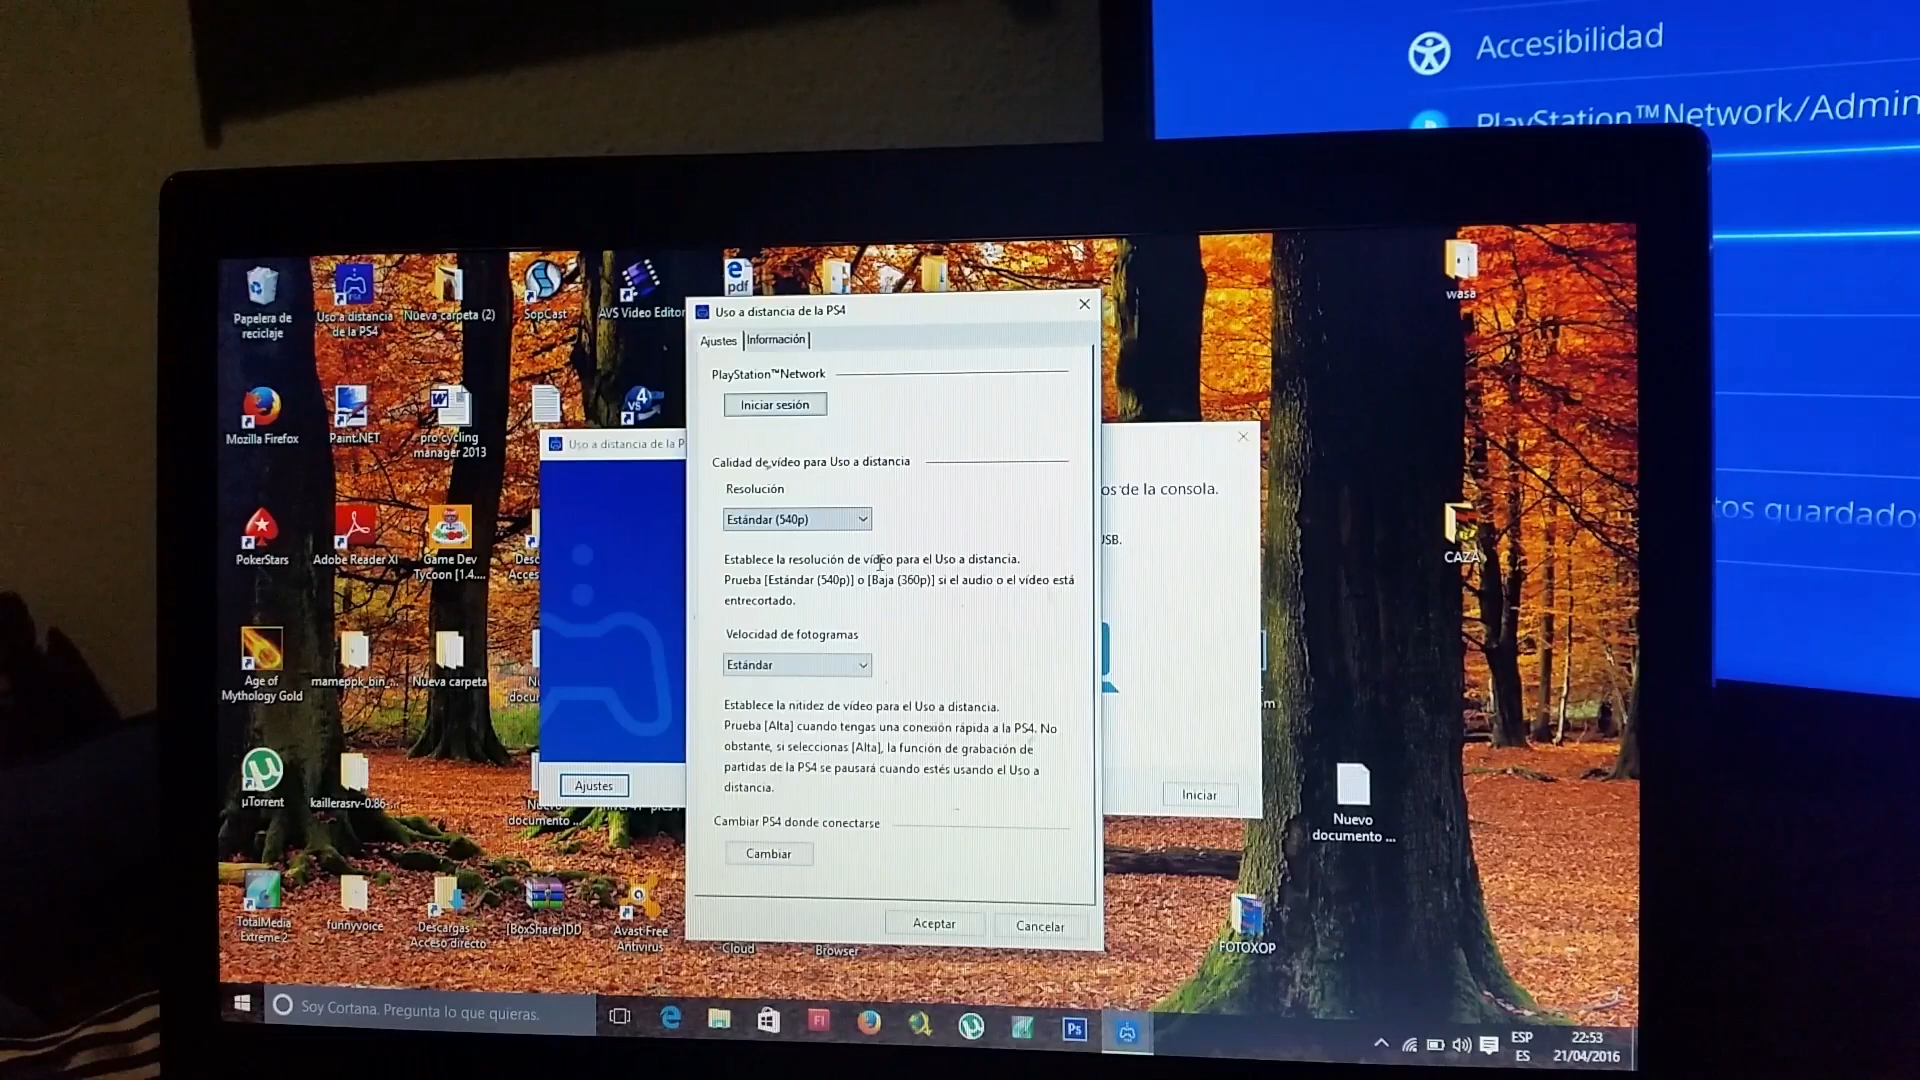 Accesibilidad
PlayStation™Network/Admin
tos guardado
Papelera de
reciclaje
Uso a distancia
de la PS4
Nueva carpeta (2)
SopCast
AVS Video Editor
pdf
wasa
Mozilla Firefox
Paint.NET
pro cycling
manager 2013
PokerStars
Adobe Reader XI
Game Dev
Tycoon [1.4....
Desc
Acces
CAZA
Age of
Mythology Gold
mameppk_bin_...
Nueva carpeta
Nu
docu
µTorrent
kaillerasrv-0.86-...
documento ...
Nuevo
documento ...
TotalMedia
Extreme 2
funnyvoice
Descargas -
Acceso directo
[BoxSharer]DD
Avast Free
Antivirus
Cloud
Browser
FOTOXOP
Uso a distancia de la P
Ajustes
os de la consola.
USB.
Iniciar
Uso a distancia de la PS4
Ajustes
Información
PlayStation™Network
Iniciar sesión
Calidad de vídeo para Uso a distancia
Resolución
Estándar (540p)
Establece la resolución de vídeo para el Uso a distancia.
Prueba [Estándar (540p)] o [Baja (360p)] si el audio o el vídeo está
entrecortado.
Velocidad de fotogramas
Estándar
Establece la nitidez de vídeo para el Uso a distancia.
Prueba [Alta] cuando tengas una conexión rápida a la PS4. No
obstante, si seleccionas [Alta], la función de grabación de
partidas de la PS4 se pausará cuando estés usando el Uso a
distancia.
Cambiar PS4 donde conectarse
Cambiar
Aceptar
Cancelar
Soy Cortana. Pregunta lo que quieras.
Ps
ESP
ES
22:53
21/04/2016